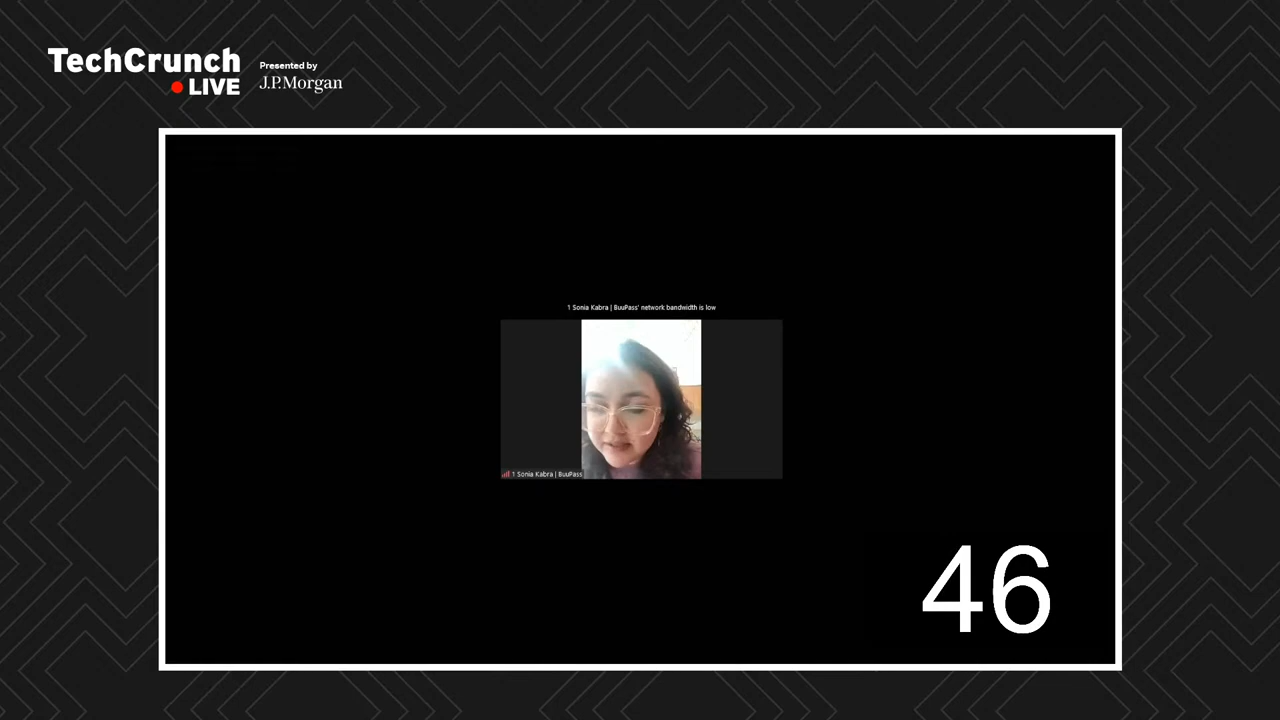 TechCrunch
LIVE
Presented by
J.P.Morgan
1 Sonia Kabra | BuuPass' network bandwidth is low
1 Sonia Kabra | BuuPass
46